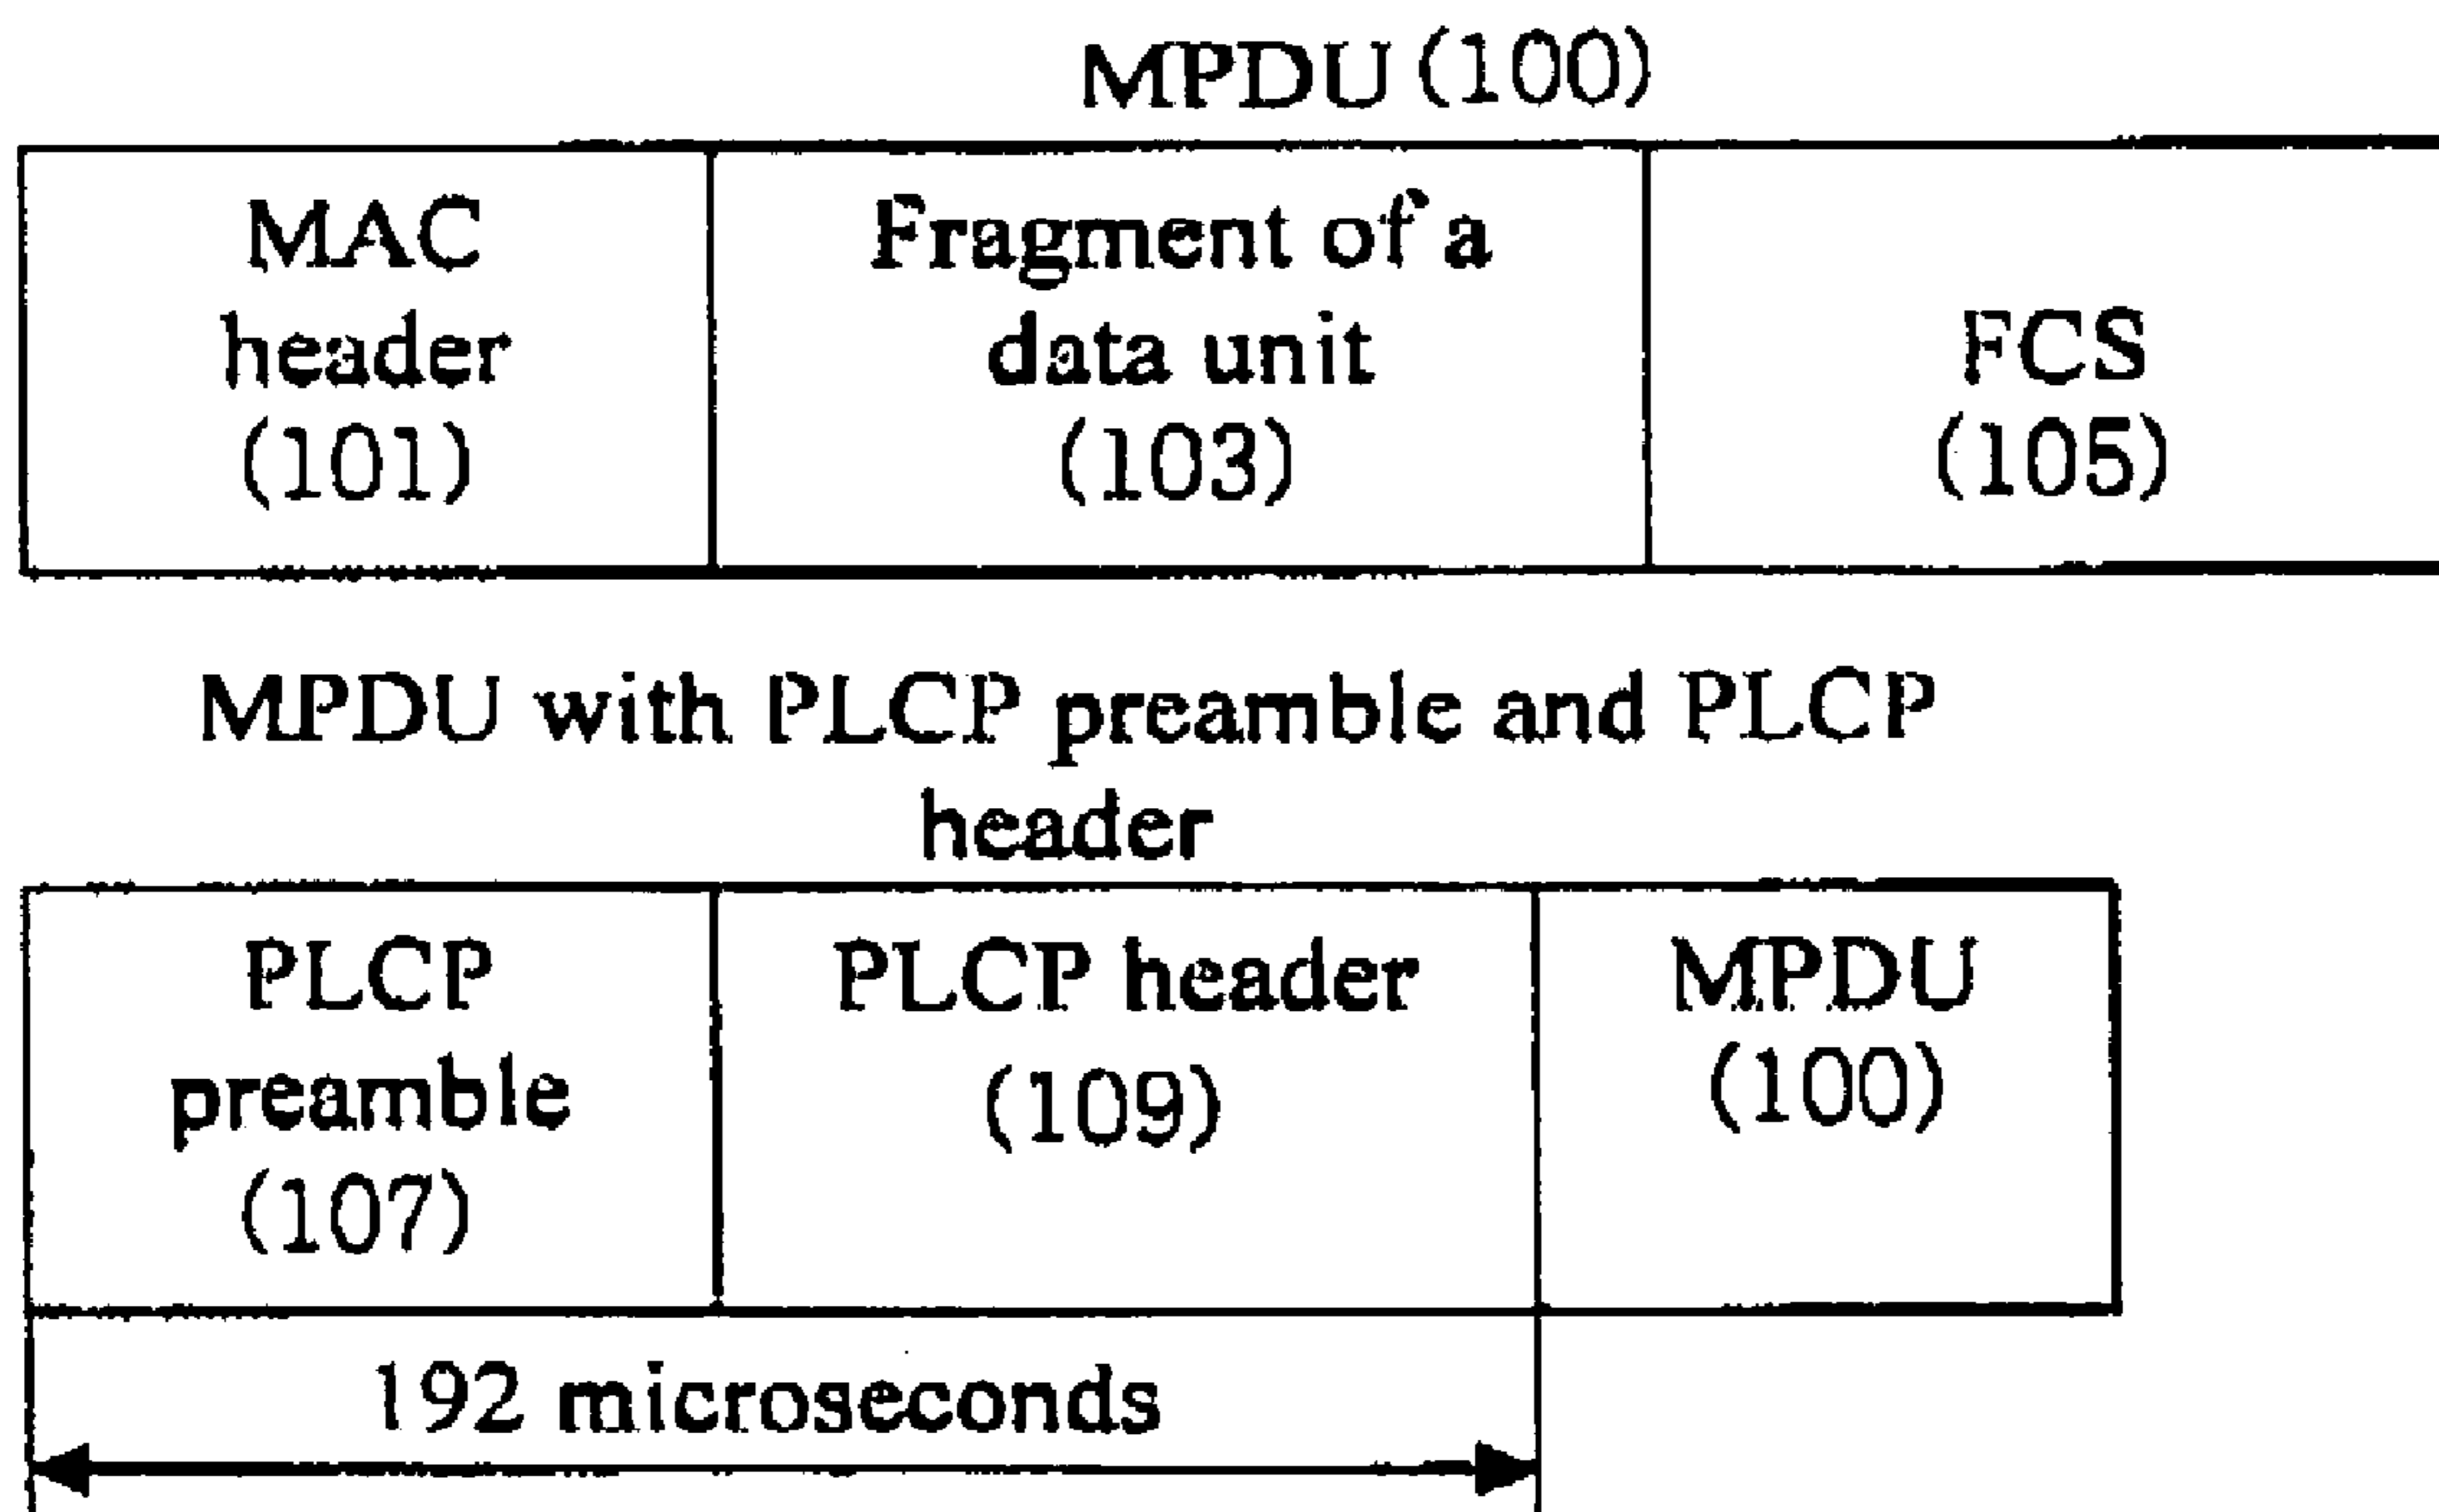 MPDU (100)
MAC
header
(101)
Fragment of a
data unit
(103)
FCS
(105)
MPDU with PLCP preamble and PLCP
header
PLCP
preamble
(107)
PLCP header
(109)
MPDU
(100)
192 microseconds